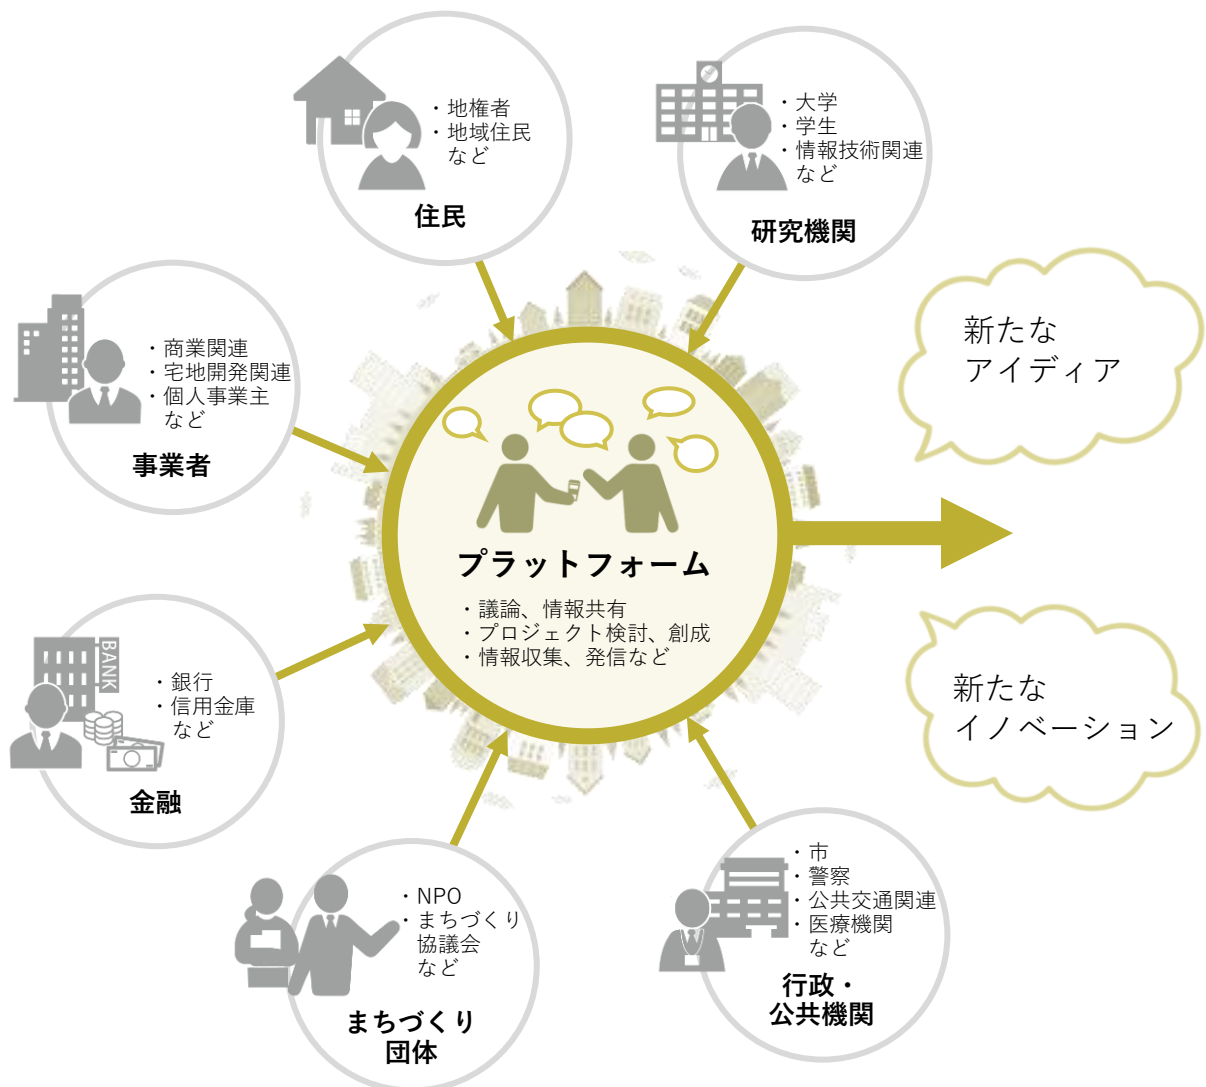 ・地権者
・地域住民
など
住民
・大学
・学生
・情報技術関連
など
研究機関
・商業関連
・宅地開発関連
・個人事業主
など
事業者
新たな
アイディア
プラットフォーム
・議論、情報共有
・プロジェクト検討、創成
・情報収集、発信など
BANK
・銀行
・信用金庫
など
金融
新たな
イノベーション
・NPO
・まちづくり
協議会
など
まちづくり
団体
・市
・警察
・公共交通関連
・医療機関
など
行政・
公共機関